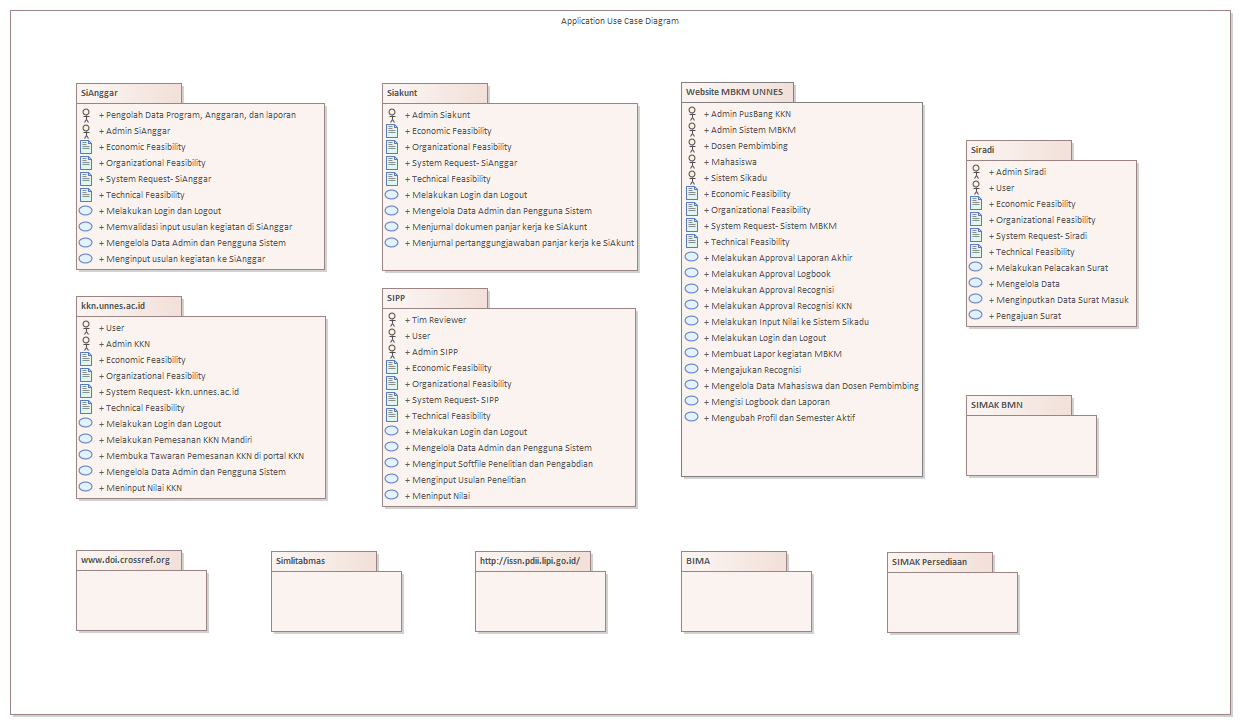 Application Use Case Diagram
SiAnggar
+ Pengolah Data Program, Anggaran, dan laporan
+ Admin SiAnggar
+ Economic Feasibility
+ Organizational Feasibility
+ System Request- SiAnggar
+ Technical Feasibility
+ Melakukan Login dan Logout
+ Memvalidasi input usulan kegiatan di SiAnggar
+ Mengelola Data Admin dan Pengguna Sistem
+ Menginput usulan kegiatan ke SiAnggar
Siakunt
+ Admin Siakunt
+ Economic Feasibility
+ Organizational Feasibility
+ System Request- SiAnggar
+ Technical Feasibility
+ Melakukan Login dan Logout
+ Mengelola Data Admin dan Pengguna Sistem
+ Menjurnal dokumen panjar kerja ke SiAkunt
+ Menjurnal pertanggungjawaban panjar kerja ke SiAkunt
Website MBKM UNNES
+ Admin PusBang KKN
+ Admin Sistem MBKM
+ Dosen Pembimbing
+ Mahasiswa
+ Sistem Sikadu
+ Economic Feasibility
+ Organizational Feasibility
+ System Request- Sistem MBKM
+ Technical Feasibility
+ Melakukan Approval Laporan Akhir
+ Melakukan Approval Logbook
+ Melakukan Approval Recognisi
+ Melakukan Approval Recognisi KKN
+ Melakukan Input Nilai ke Sistem Sikadu
+ Melakukan Login dan Logout
+ Membuat Lapor kegiatan MBKM
+ Mengajukan Recognisi
+ Mengelola Data Mahasiswa dan Dosen Pembimbing
+ Mengisi Logbook dan Laporan
+ Mengubah Profil dan Semester Aktif
Siradi
+ Admin Siradi
+ User
+ Economic Feasibility
+ Organizational Feasibility
+ System Request- Siradi
+ Technical Feasibility
+ Melakukan Pelacakan Surat
+ Mengelola Data
+ Menginputkan Data Surat Masuk
+ Pengajuan Surat
kkn.unnes.ac.id
+ User
+ Admin KKN
+ Economic Feasibility
+ Organizational Feasibility
+ System Request- kkn.unnes.ac.id
+ Technical Feasibility
+ Melakukan Login dan Logout
+ Melakukan Pemesanan KKN Mandiri
+ Membuka Tawaran Pemesanan KKN di portal KKN
+ Mengelola Data Admin dan Pengguna Sistem
+ Meninput Nilai KKN
SIPP
+ Tim Reviewer
+ User
+ Admin SIPP
+ Economic Feasibility
+ Organizational Feasibility
+ System Request- SIPP
+ Technical Feasibility
+ Melakukan Login dan Logout
+ Mengelola Data Admin dan Pengguna Sistem
+ Menginput Softfile Penelitian dan Pengabdian
+ Menginput Usulan Penelitian
+ Meninput Nilai
SIMAK BMN
www.doi.crossref.org
Simlitabmas
http://issn.pdii.lipi.go.id/
BIMA
SIMAK Persediaan